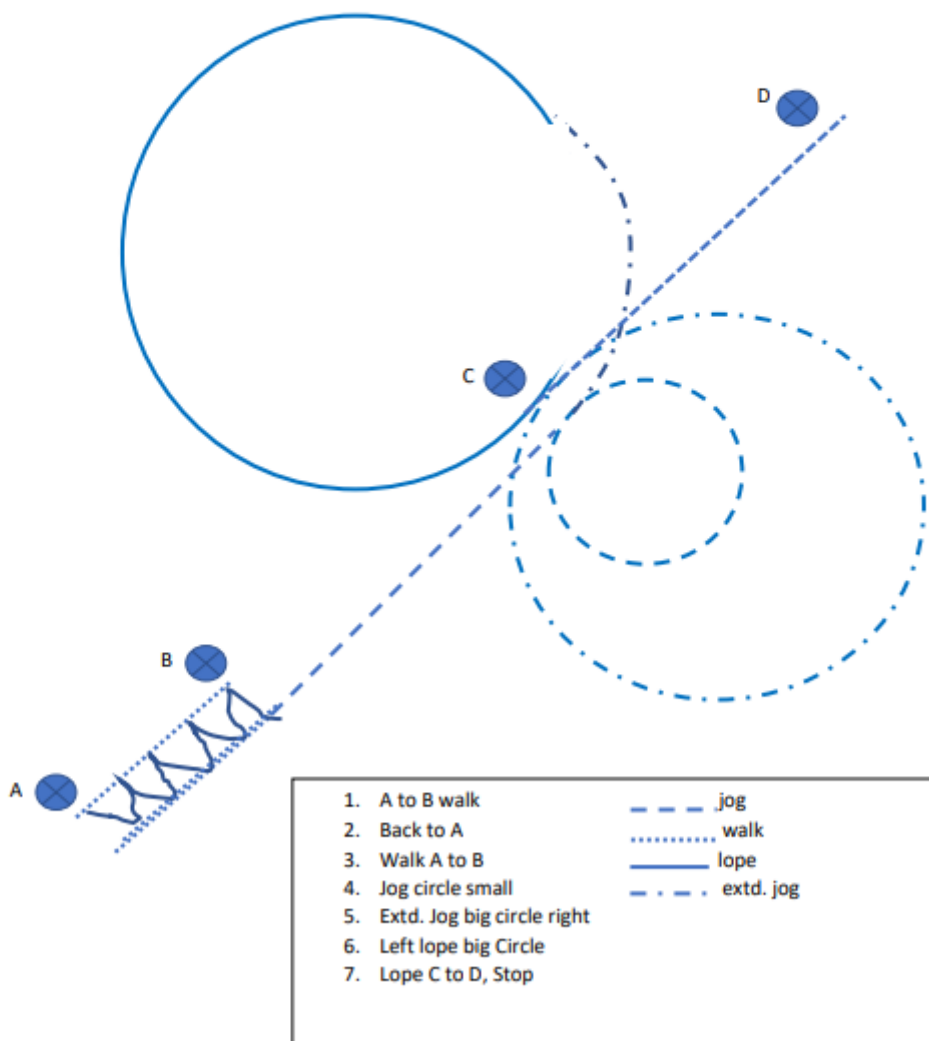 D
C
B
A
1. A to B walk
2. Back to A
3. Walk A to B
4. Jog circle small
5. Extd. Jog big circle right
6. Left lope big Circle
7. Lope C to D, Stop
jog
walk
lope
extd. jog